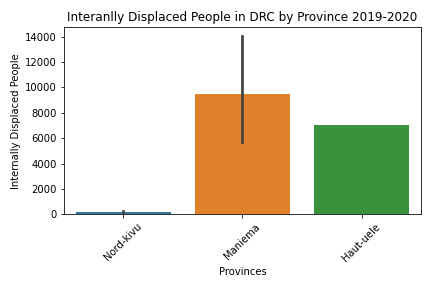 Interanlly Displaced People in DRC by Province 2019-2020
Internally Displaced People
14000
12000
10000
8000
6000
4000
2000
0
Nord-kivu
Maniema
Haut-uele
Provinces